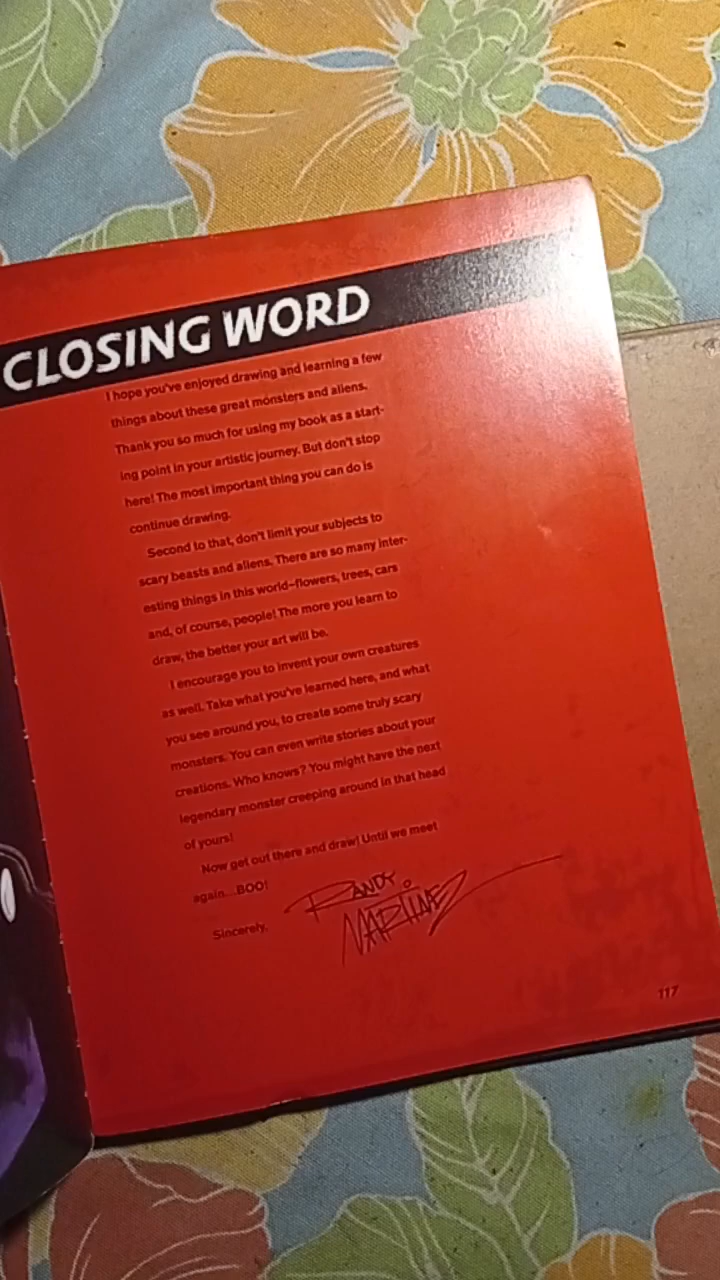 CLOSING WORD
I hope you've enjoyed drawing and learning a few
things about these great monsters and aliens.
Thank you so much for using my book as a start-
ing point in your artistic journey. But don't stop
here! The most important thing you can do is
continue drawing.
Second to that, don't limit your subjects to
scary beasts and aliens. There are so many inter-
esting things in this world–flowers, trees, cars
and, of course, people! The more you learn to
draw, the better your art will be.
I encourage you to invent your own creatures
as well. Take what you've learned here, and what
you see around you, to create some truly scary
monsters. You can even write stories about your
creations. Who knows? You might have the next
legendary monster creeping around in that head
of yours!
Now get out there and draw! Until we meet
again...BOO!
Sincerely,
RANDY
MARTINEZ
117